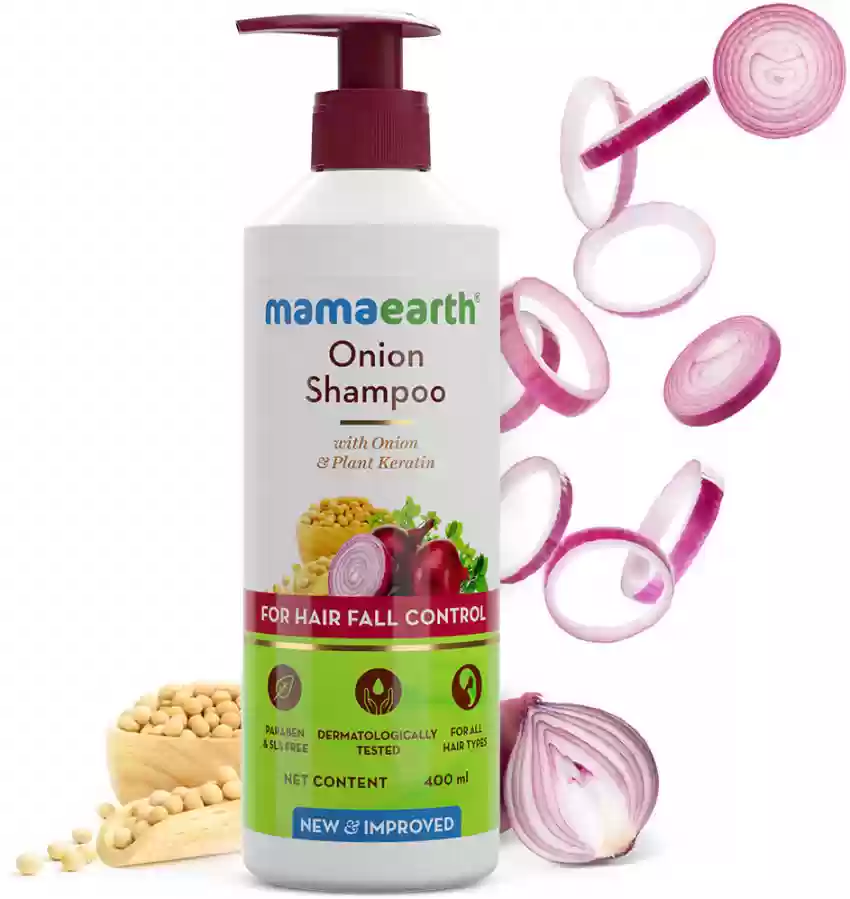 mamaearth®
Onion
Shampoo
with Onion
& Plant Keratin
FOR HAIR FALL CONTROL
PARABEN
& SLS FREE
DERMATOLOGICALLY
TESTED
FOR ALL
HAIR TYPES
NET CONTENT 400 ml
NEW & IMPROVED